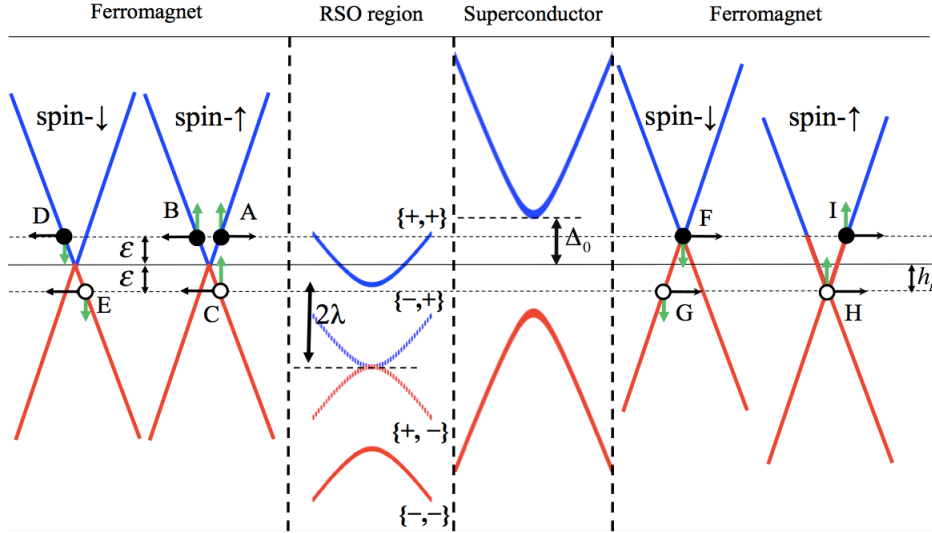 Ferromagnet RSO region Superconductor Ferromagnet
spin-↓ spin-↑ spin-↓ spin-↑
D B A {+,+} F I
ε Δ₀
ε {−,+} h
E C 2λ G H
{+,−}
{−,−}